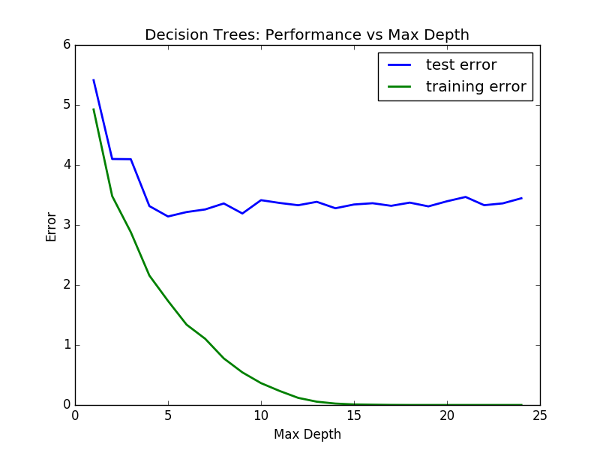 Decision Trees: Performance vs Max Depth
6
test error
training error
5
4
3
Error
2
1
0
0 5 10 15 20 25
Max Depth